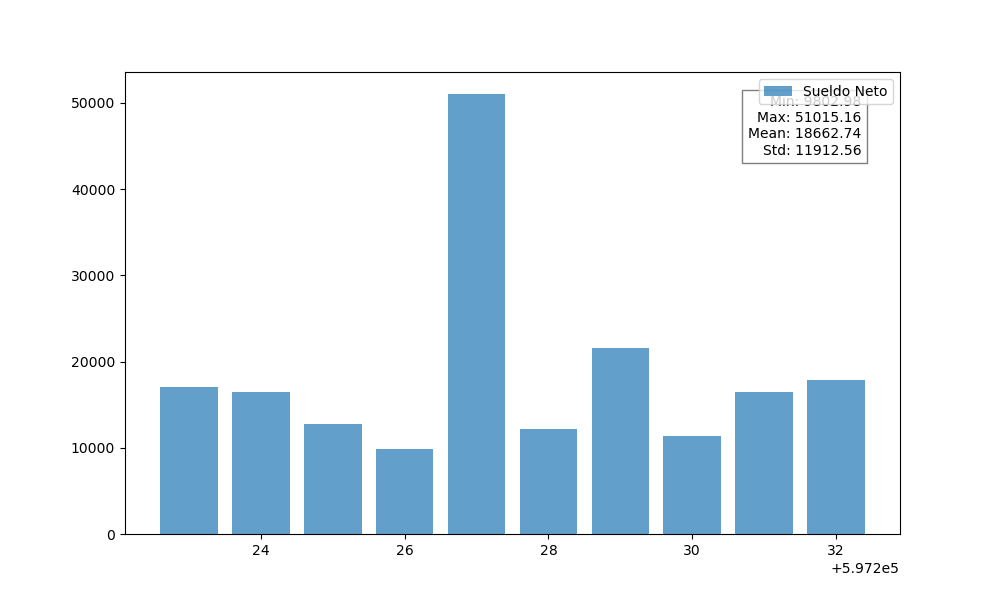 Sueldo Neto
Min: 9802.98
Max: 51015.16
Mean: 18662.74
Std: 11912.56
50000
40000
30000
20000
10000
0
24 26 28 30 32
+5.972e5